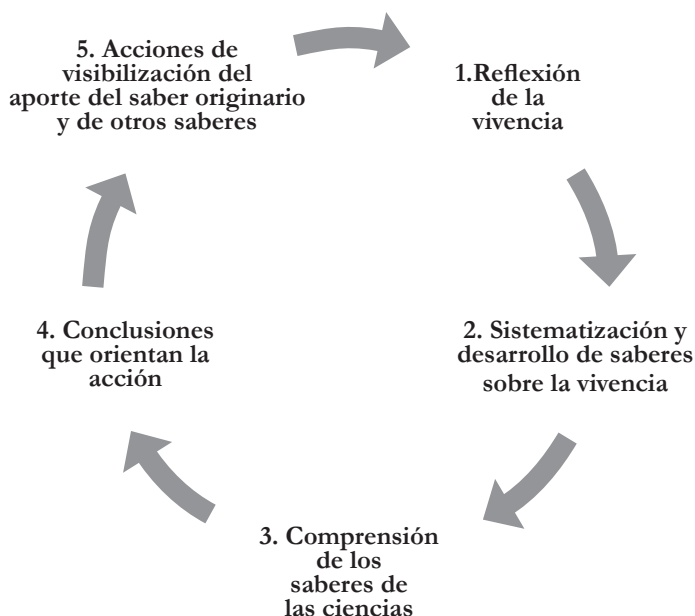 1.Reflexión
de la
vivencia
2. Sistematización y
desarrollo de saberes
sobre la vivencia
3. Comprensión
de los
saberes de
las ciencias
4. Conclusiones
que orientan la
acción
5. Acciones de
visibilización del
aporte del saber originario
y de otros saberes